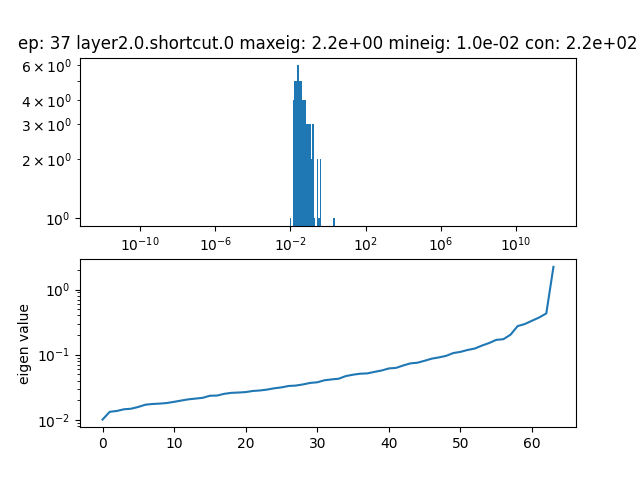 ep: 37 layer2.0.shortcut.0 maxeig: 2.2e+00 mineig: 1.0e-02 con: 2.2e+02
6 × 10⁰
4 × 10⁰
3 × 10⁰
2 × 10⁰
10⁰
10⁻¹⁰ 10⁻⁶ 10⁻² 10² 10⁶ 10¹⁰
eigen value
10⁰
10⁻¹
10⁻²
0 10 20 30 40 50 60